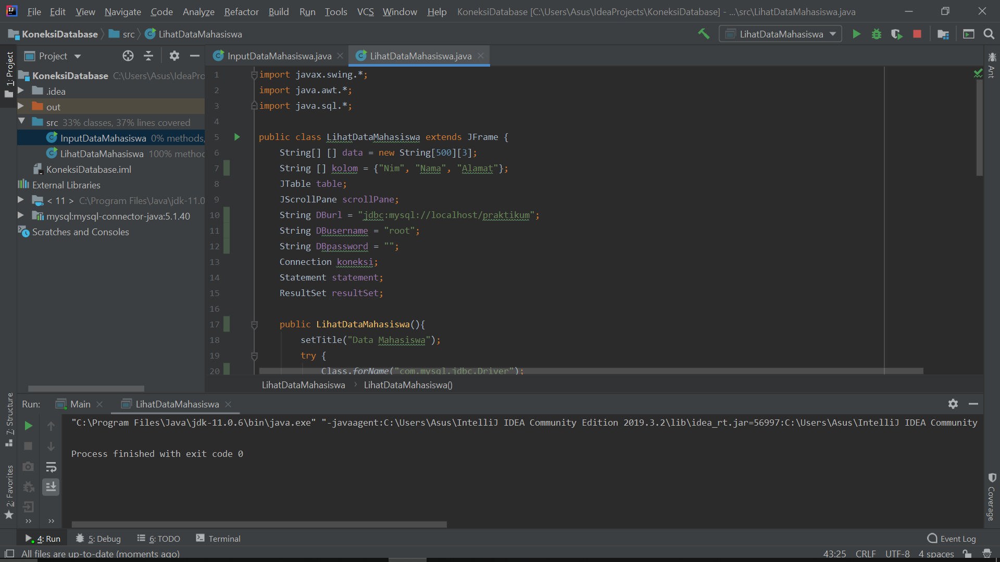 File Edit View Navigate Code Analyze Refactor Build Run Tools VCS Window Help KoneksiDatabase [C:\Users\Asus\IdeaProjects\KoneksiDatabase] - ...\src\LihatDataMahasiswa.java
KoneksiDatabase src LihatDataMahasiswa LihatDataMahasiswa
Project InputDataMahasiswa.java LihatDataMahasiswa.java
1: Project
KoneksiDatabase C:\Users\Asus\IdeaPro
.idea
out
src 33% classes, 37% lines covered
InputDataMahasiswa 0% methods,
LihatDataMahasiswa 100% method
KoneksiDatabase.iml
External Libraries
< 11 > C:\Program Files\Java\jdk-11.0
mysql:mysql-connector-java:5.1.40
Scratches and Consoles
1 import javax.swing.*;
2 import java.awt.*;
3 import java.sql.*;
4
5 public class LihatDataMahasiswa extends JFrame {
6 String[] [] data = new String[500][3];
7 String [] kolom = {"Nim", "Nama", "Alamat"};
8 JTable table;
9 JScrollPane scrollPane;
10 String DBurl = "jdbc:mysql://localhost/praktikum";
11 String DBusername = "root";
12 String DBpassword = "";
13 Connection koneksi;
14 Statement statement;
15 ResultSet resultSet;
16
17 public LihatDataMahasiswa(){
18 setTitle("Data Mahasiswa");
19 try {
20 Class.forName("com.mysql.jdbc.Driver");
LihatDataMahasiswa LihatDataMahasiswa()
Ant
7: Structure
2: Favorites
Coverage
Run: Main LihatDataMahasiswa
"C:\Program Files\Java\jdk-11.0.6\bin\java.exe" "-javaagent:C:\Users\Asus\IntelliJ IDEA Community Edition 2019.3.2\lib\idea_rt.jar=56997:C:\Users\Asus\IntelliJ IDEA Community
Process finished with exit code 0
4: Run 5: Debug 6: TODO Terminal Event Log
All files are up-to-date (moments ago) 43:25 CRLF UTF-8 4 spaces